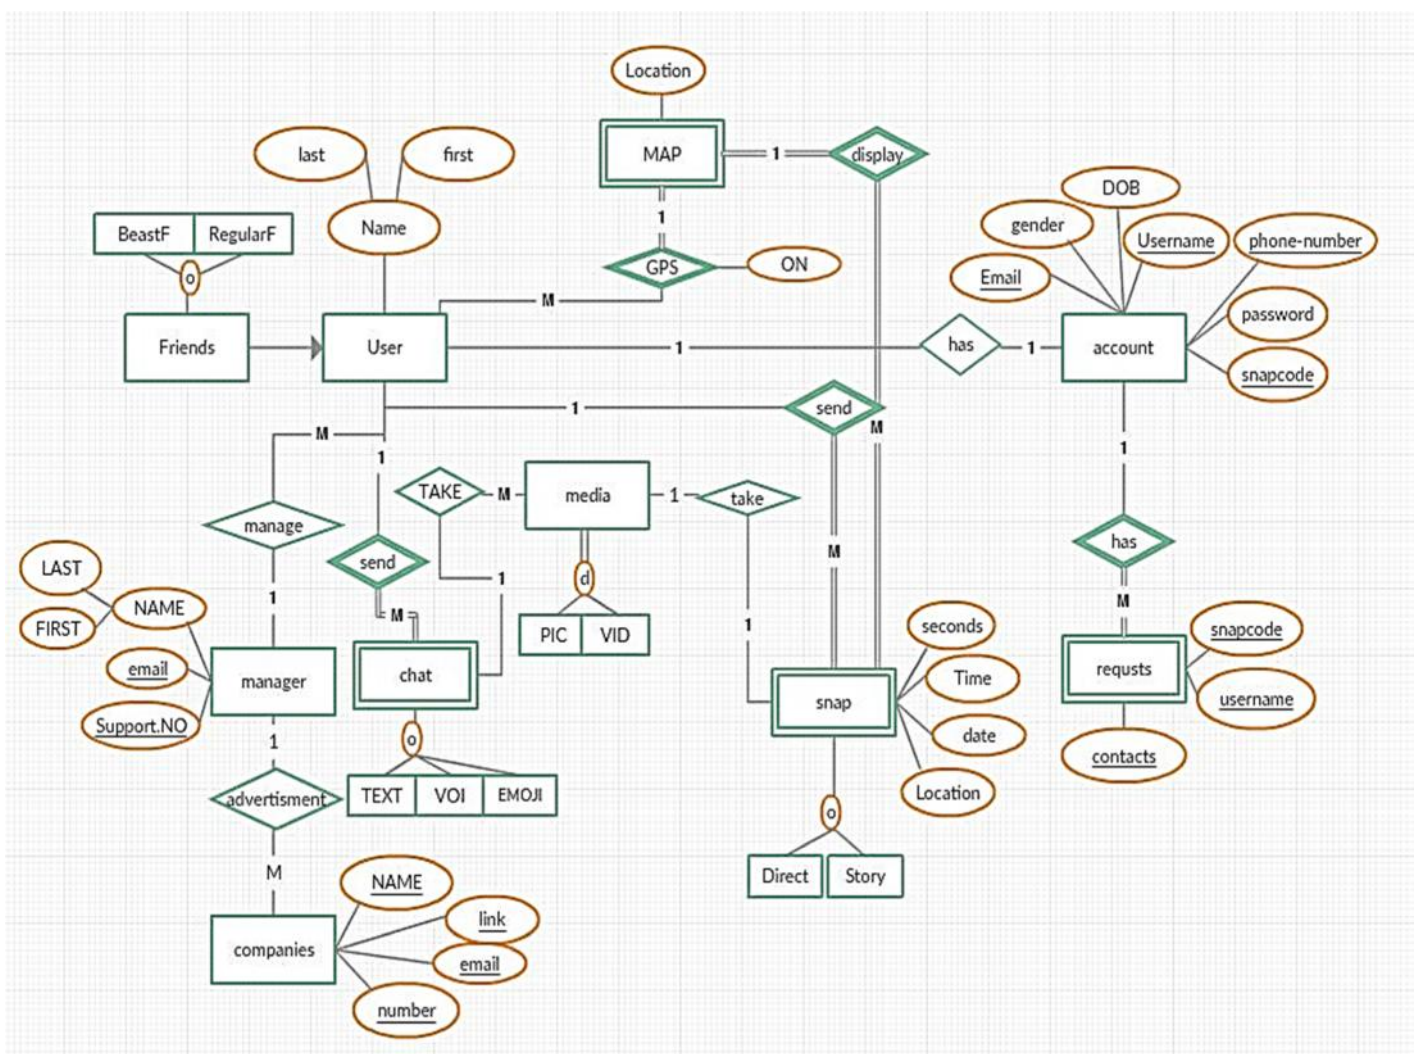 Location
MAP
1
display
last
first
Name
BeastF
RegularF
o
1
GPS
ON
M
DOB
gender
Username
phone-number
Email
password
snapcode
Friends
User
1
has
1
account
1
send
M
M
1
1
TAKE
M
media
1
take
manage
send
M
has
d
1
1
M
M
PIC
VID
1
LAST
NAME
FIRST
email
Support.NO
manager
chat
snap
seconds
Time
date
Location
requsts
snapcode
username
contacts
1
o
TEXT
VOI
EMOJI
advertisment
o
Direct
Story
M
companies
NAME
link
email
number